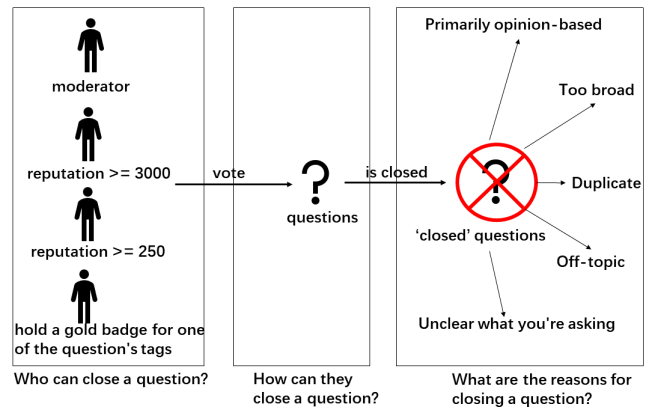 moderator
reputation >= 3000
reputation >= 250
hold a gold badge for one
of the question's tags
Who can close a question?
vote
?
questions
How can they
close a question?
is closed
?
'closed' questions
Primarily opinion-based
Too broad
Duplicate
Off-topic
Unclear what you're asking
What are the reasons for
closing a question?